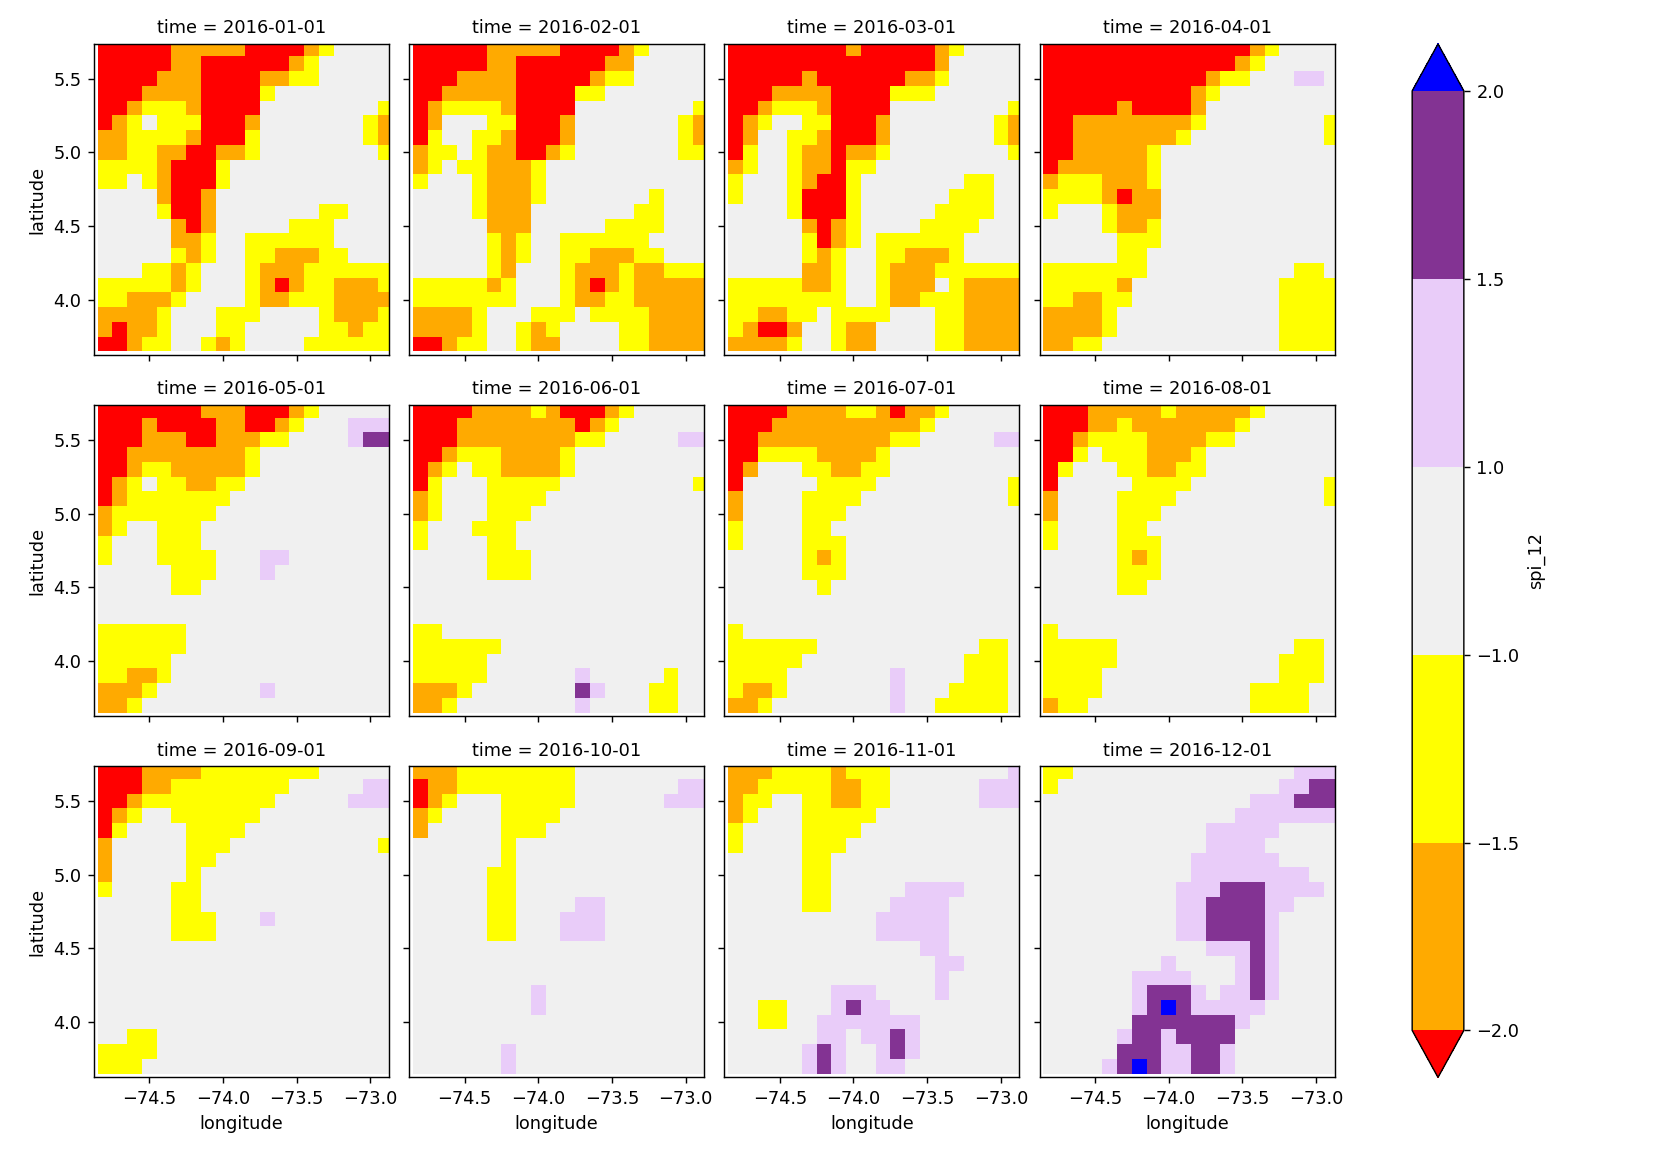 time = 2016-01-01
time = 2016-02-01
time = 2016-03-01
time = 2016-04-01
latitude
5.5
5.0
4.5
4.0
time = 2016-05-01
time = 2016-06-01
time = 2016-07-01
time = 2016-08-01
latitude
5.5
5.0
4.5
4.0
time = 2016-09-01
time = 2016-10-01
time = 2016-11-01
time = 2016-12-01
latitude
5.5
5.0
4.5
4.0
−74.5 −74.0 −73.5 −73.0
longitude
−74.5 −74.0 −73.5 −73.0
longitude
−74.5 −74.0 −73.5 −73.0
longitude
−74.5 −74.0 −73.5 −73.0
longitude
2.0
1.5
1.0
−1.0
−1.5
−2.0
spi_12